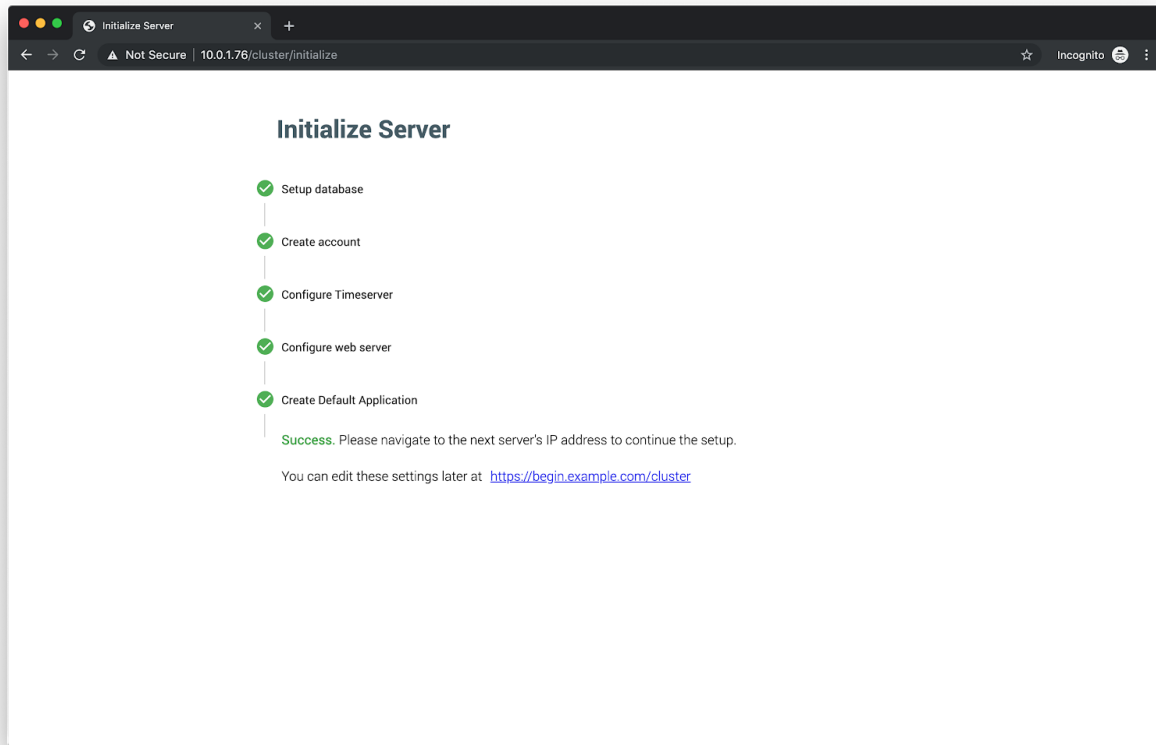 Initialize Server
Not Secure 10.0.1.76/cluster/initialize Incognito
Initialize Server
Setup database
Create account
Configure Timeserver
Configure web server
Create Default Application
Success. Please navigate to the next server's IP address to continue the setup.
You can edit these settings later at https://begin.example.com/cluster